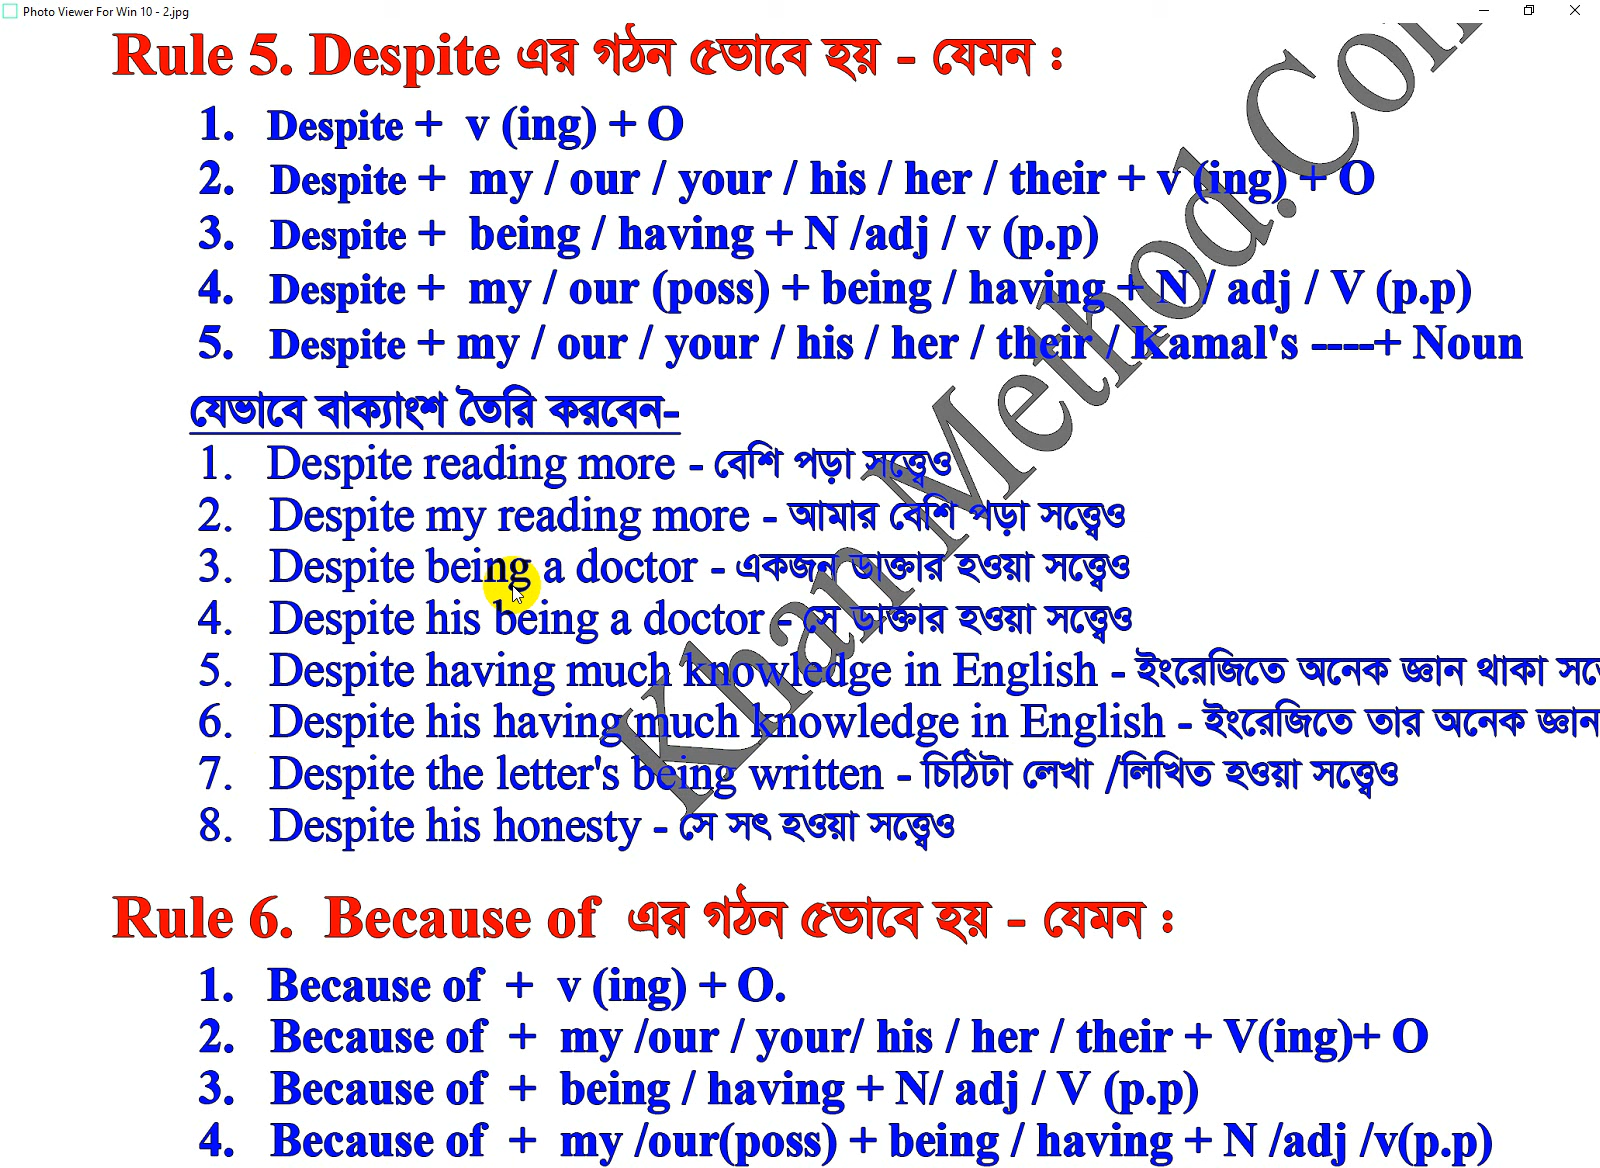 Photo Viewer For Win 10 - 2.jpg
Rule 5. Despite এর গঠন ৫ভাবে হয় - যেমন :
1. Despite + v (ing) + O
2. Despite + my / our / your / his / her / their + v (ing) + O
3. Despite + being / having + N /adj / v (p.p)
4. Despite + my / our (poss) + being / having + N / adj / V (p.p)
5. Despite + my / our / your / his / her / their / Kamal's ----+ Noun
যেভাবে বাক্যাংশ তৈরি করবেন-
1. Despite reading more - বেশি পড়া সত্ত্বেও
2. Despite my reading more - আমার বেশি পড়া সত্ত্বেও
3. Despite being a doctor - একজন ডাক্তার হওয়া সত্ত্বেও
4. Despite his being a doctor - সে ডাক্তার হওয়া সত্ত্বেও
5. Despite having much knowledge in English - ইংরেজিতে অনেক জ্ঞান থাকা
6. Despite his having much knowledge in English - ইংরেজিতে তার অনেক জ্ঞান
7. Despite the letter's being written - চিঠিটা লেখা /লিখিত হওয়া সত্ত্বেও
8. Despite his honesty - সে সৎ হওয়া সত্ত্বেও
Rule 6. Because of এর গঠন ৫ভাবে হয় - যেমন :
1. Because of + v (ing) + O.
2. Because of + my /our / your/ his / her / their + V(ing)+ O
3. Because of + being / having + N/ adj / V (p.p)
4. Because of + my /our(poss) + being / having + N /adj /v(p.p)
Khan Method.Com